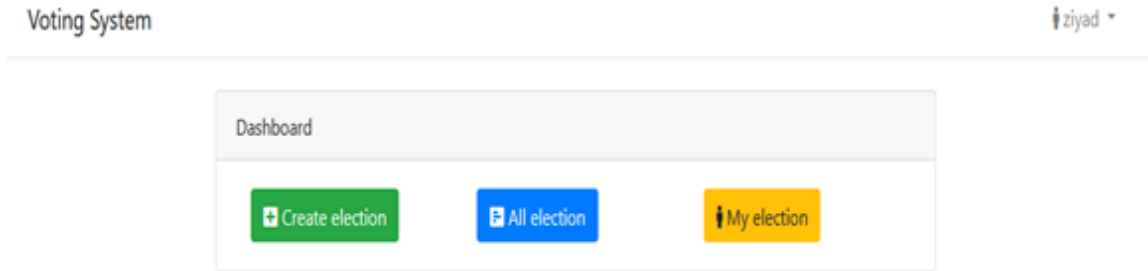 Voting System
ziyad
Dashboard
Create election
All election
My election